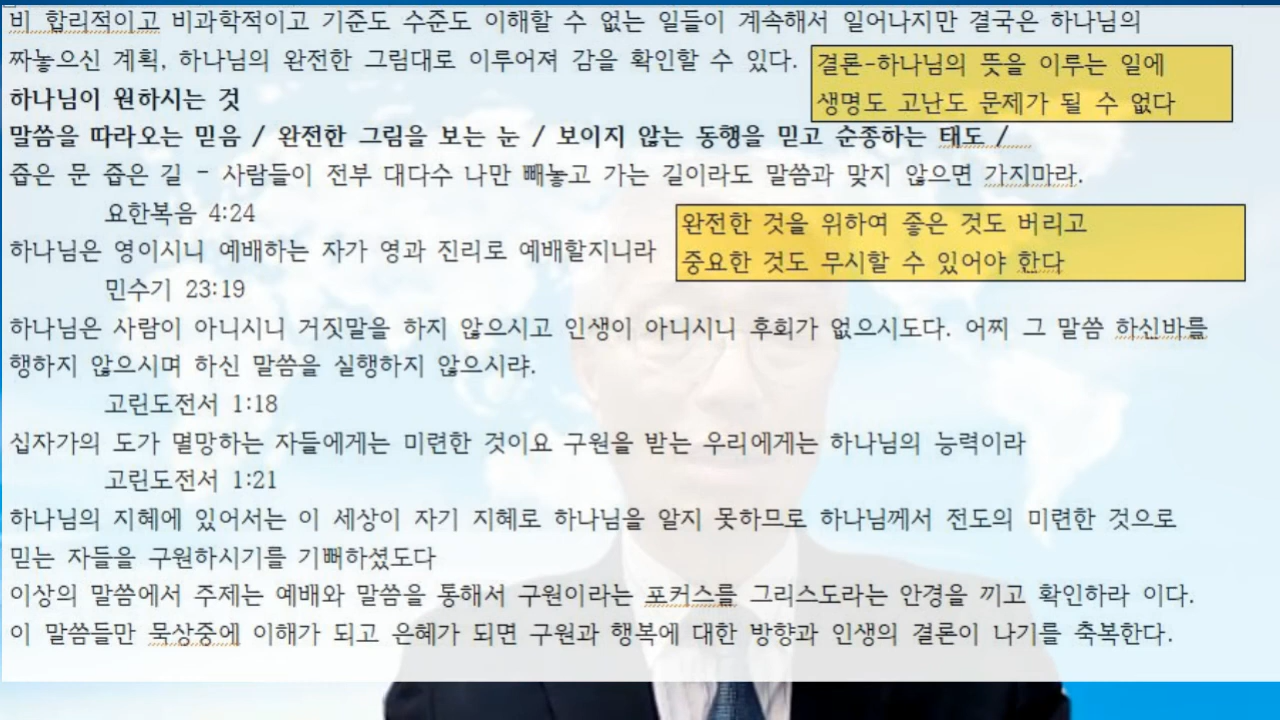 비 합리적이고 비과학적이고 기준도 수준도 이해할 수 없는 일들이 계속해서 일어나지만 결국은 하나님의
짜놓으신 계획, 하나님의 완전한 그림대로 이루어져 감을 확인할 수 있다.
결론-하나님의 뜻을 이루는 일에
생명도 고난도 문제가 될 수 없다
하나님이 원하시는 것
말씀을 따라오는 믿음 / 완전한 그림을 보는 눈 / 보이지 않는 동행을 믿고 순종하는 태도 /
좁은 문 좁은 길 - 사람들이 전부 대다수 나만 빼놓고 가는 길이라도 말씀과 맞지 않으면 가지마라.
요한복음 4:24
하나님은 영이시니 예배하는 자가 영과 진리로 예배할지니라
완전한 것을 위하여 좋은 것도 버리고
중요한 것도 무시할 수 있어야 한다
민수기 23:19
하나님은 사람이 아니시니 거짓말을 하지 않으시고 인생이 아니시니 후회가 없으시도다. 어찌 그 말씀 하신바를
행하지 않으시며 하신 말씀을 실행하지 않으시랴.
고린도전서 1:18
십자가의 도가 멸망하는 자들에게는 미련한 것이요 구원을 받는 우리에게는 하나님의 능력이라
고린도전서 1:21
하나님의 지혜에 있어서는 이 세상이 자기 지혜로 하나님을 알지 못하므로 하나님께서 전도의 미련한 것으로
믿는 자들을 구원하시기를 기뻐하셨도다
이상의 말씀에서 주제는 예배와 말씀을 통해서 구원이라는 포커스를 그리스도라는 안경을 끼고 확인하라 이다.
이 말씀들만 묵상중에 이해가 되고 은혜가 되면 구원과 행복에 대한 방향과 인생의 결론이 나기를 축복한다.